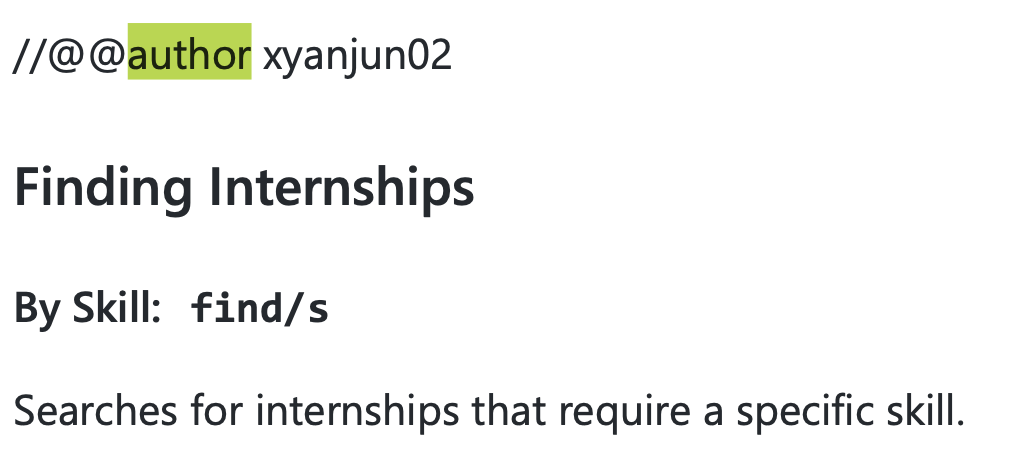 //@@author xyanjun02
Finding Internships
By Skill: find/s
Searches for internships that require a specific skill.